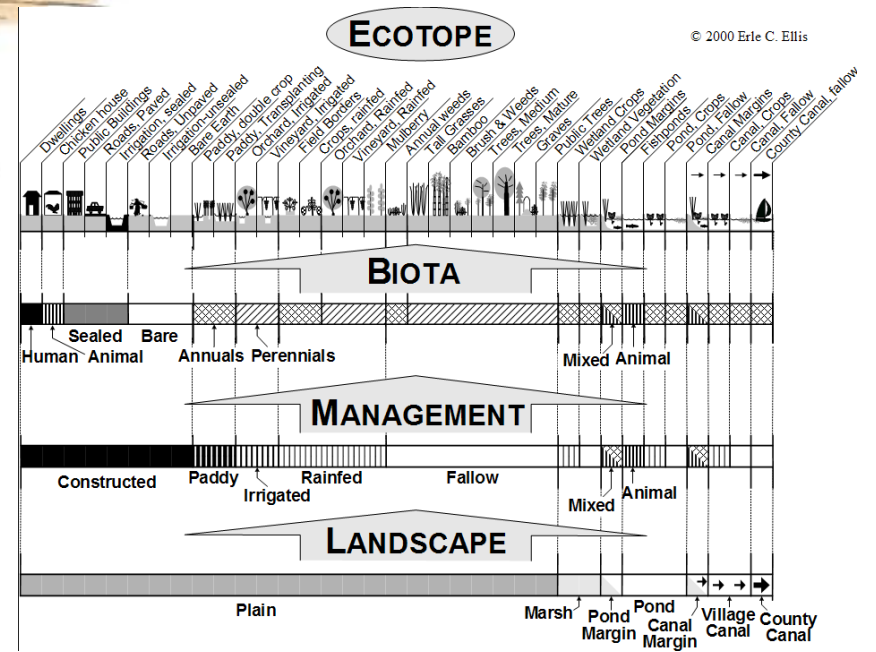 ECOTOPE
© 2000 Erle C. Ellis
Dwellings
Chicken house
Public Buildings
Roads, Paved
Irrigation, sealed
Roads, Unpaved
Irrigation-unsealed
Bare Earth
Paddy, double crop
Paddy, Transplanting
Orchard, Irrigated
Vineyard, Irrigated
Field Borders
Crops, rainfed
Orchard, Rainfed
Vineyard, Rainfed
Mulberry
Annual weeds
Tall Grasses
Bamboo
Brush & Weeds
Trees, Medium
Trees, Mature
Graves
Public Trees
Wetland Crops
Wetland Vegetation
Pond Margins
Fishponds
Pond, Crops
Pond, Fallow
Canal Margins
Canal, Crops
Canal, Fallow
County Canal, fallow
BIOTA
Sealed Bare
Human Animal Annuals Perennials Mixed Animal
MANAGEMENT
Constructed Paddy Rainfed Fallow
Irrigated Mixed Animal
LANDSCAPE
Plain Marsh Pond Margin Pond Canal Margin Village Canal County Canal